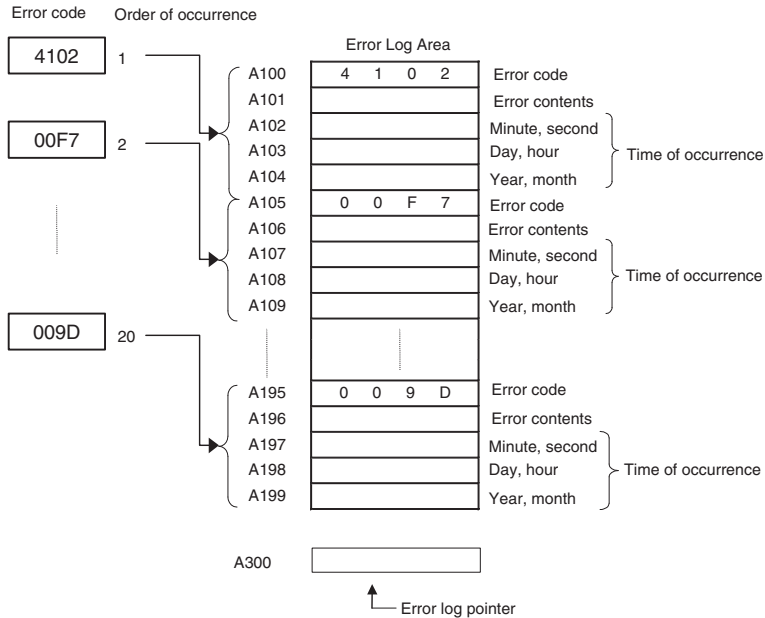 Error code Order of occurrence
Error Log Area
4102 1
A100 4 1 0 2 Error code
A101 Error contents
A102 Minute, second
A103 Day, hour
A104 Year, month
Time of occurrence
00F7 2
A105 0 0 F 7 Error code
A106 Error contents
A107 Minute, second
A108 Day, hour
A109 Year, month
Time of occurrence
009D 20
A195 0 0 9 D Error code
A196 Error contents
A197 Minute, second
A198 Day, hour
A199 Year, month
Time of occurrence
A300
Error log pointer